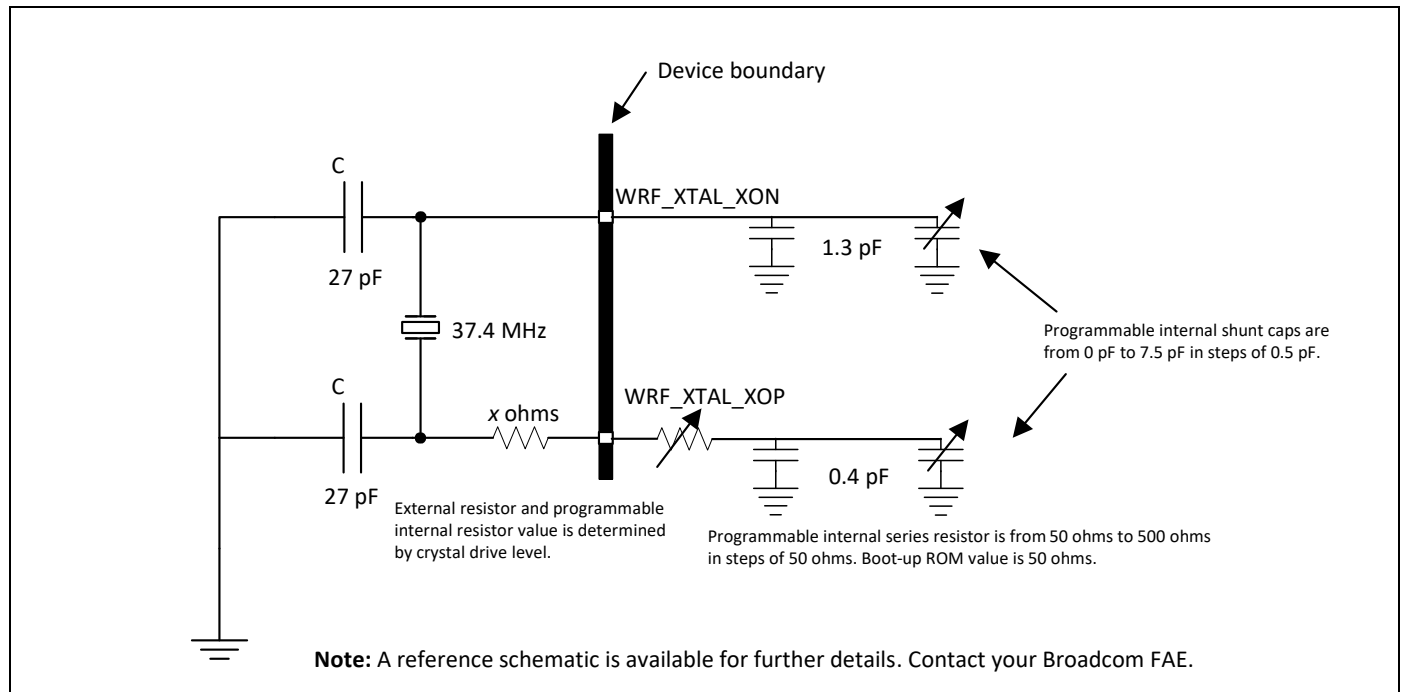 Device boundary
C
WRF_XTAL_XON
27 pF
1.3 pF
37.4 MHz
Programmable internal shunt caps are
from 0 pF to 7.5 pF in steps of 0.5 pF.
C
x ohms
WRF_XTAL_XOP
27 pF
0.4 pF
External resistor and programmable
internal resistor value is determined
by crystal drive level.
Programmable internal series resistor is from 50 ohms to 500 ohms
in steps of 50 ohms. Boot-up ROM value is 50 ohms.
Note: A reference schematic is available for further details. Contact your Broadcom FAE.